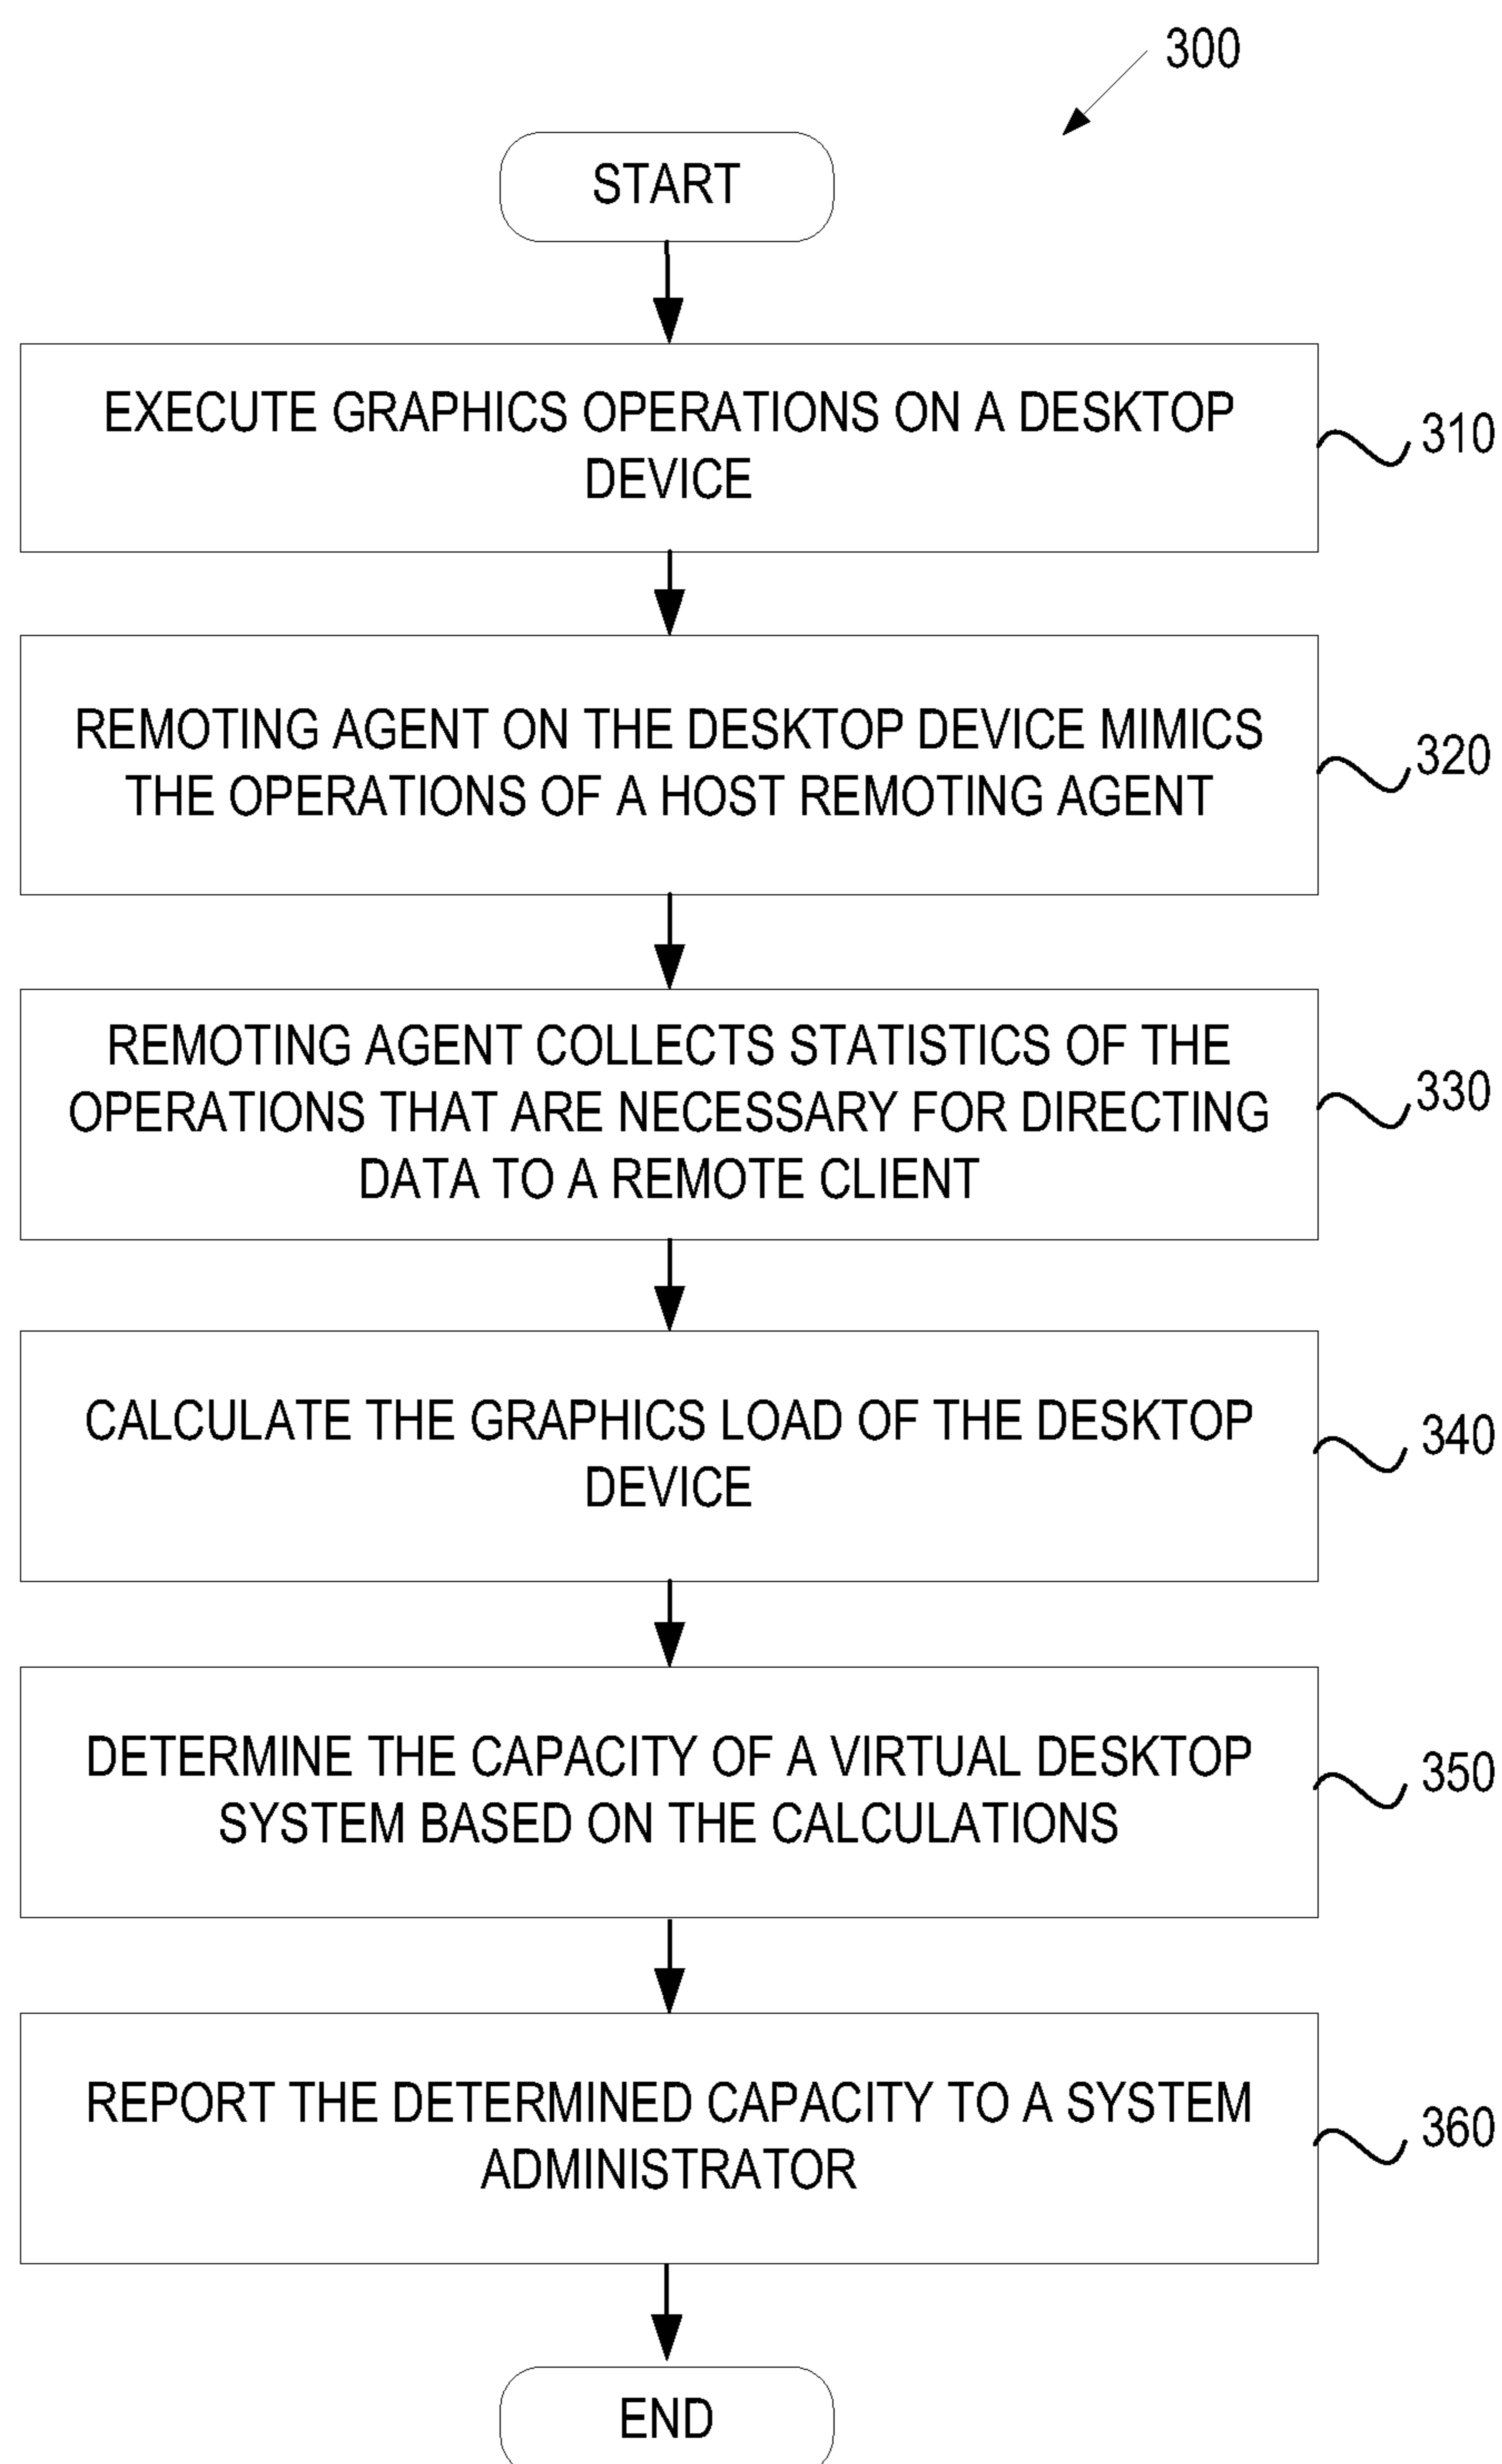 300
START
EXECUTE GRAPHICS OPERATIONS ON A DESKTOP
DEVICE
310
REMOTING AGENT ON THE DESKTOP DEVICE MIMICS
THE OPERATIONS OF A HOST REMOTING AGENT
320
REMOTING AGENT COLLECTS STATISTICS OF THE
OPERATIONS THAT ARE NECESSARY FOR DIRECTING
DATA TO A REMOTE CLIENT
330
CALCULATE THE GRAPHICS LOAD OF THE DESKTOP
DEVICE
340
DETERMINE THE CAPACITY OF A VIRTUAL DESKTOP
SYSTEM BASED ON THE CALCULATIONS
350
REPORT THE DETERMINED CAPACITY TO A SYSTEM
ADMINISTRATOR
360
END